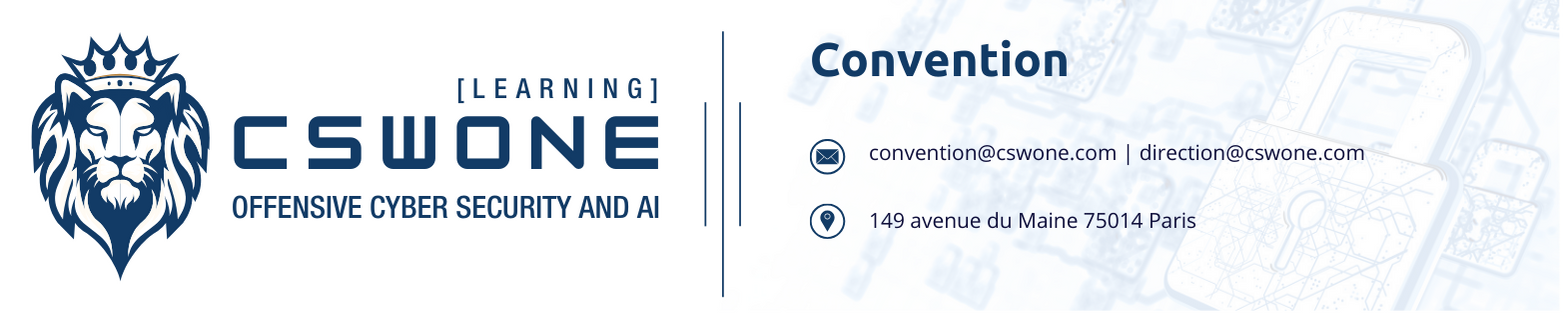 [LEARNING]
CSWONE
OFFENSIVE CYBER SECURITY AND AI
Convention
convention@cswone.com | direction@cswone.com
149 avenue du Maine 75014 Paris